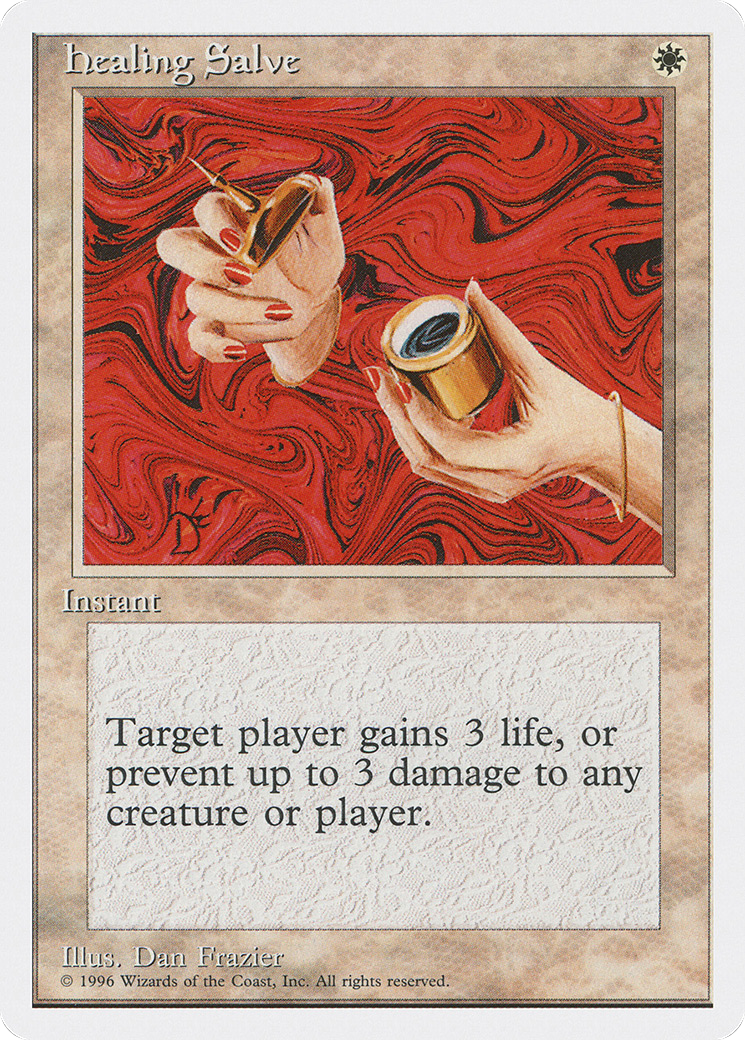 Healing Salve
Instant
Target player gains 3 life, or
prevent up to 3 damage to any
creature or player.
Illus. Dan Frazier
© 1996 Wizards of the Coast, Inc. All rights reserved.